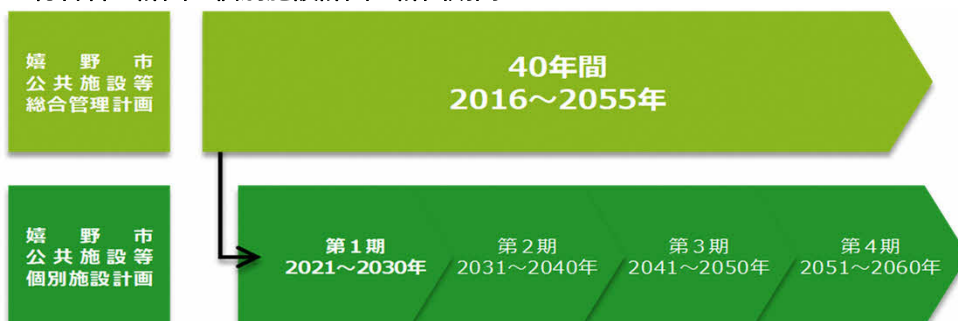 嬉野市
公共施設等
総合管理計画
40年間
2016～2055年
嬉野市
公共施設等
個別施設計画
第1期
2021～2030年
第2期
2031～2040年
第3期
2041～2050年
第4期
2051～2060年